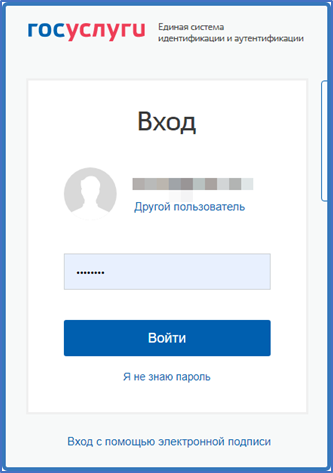 госуслуги
Единая система
идентификации и аутентификации
Вход
Другой пользователь
••••••••
Войти
Я не знаю пароль
Вход с помощью электронной подписи